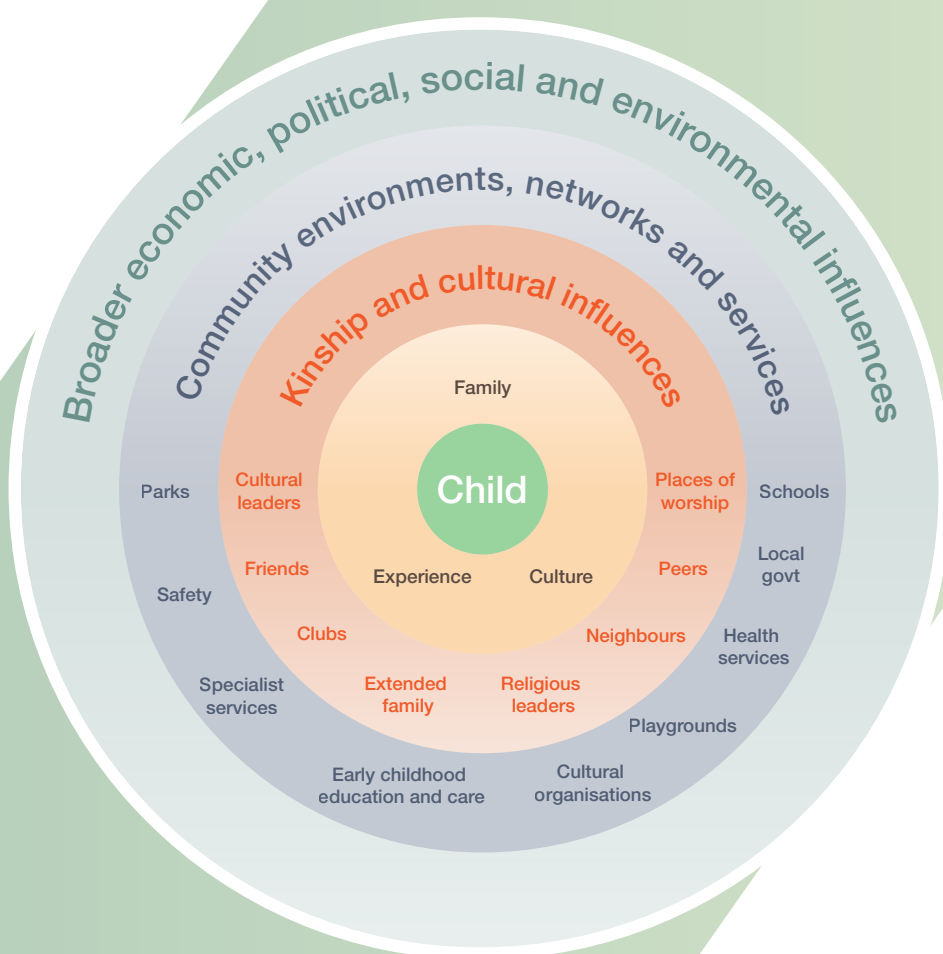 Broader economic, political, social and environmental influences
Community environments, networks and services
Kinship and cultural influences
Family
Child
Experience
Culture
Cultural
leaders
Places of
worship
Friends
Peers
Clubs
Neighbours
Extended
family
Religious
leaders
Parks
Schools
Local
govt
Safety
Health
services
Specialist
services
Playgrounds
Early childhood
education and care
Cultural
organisations